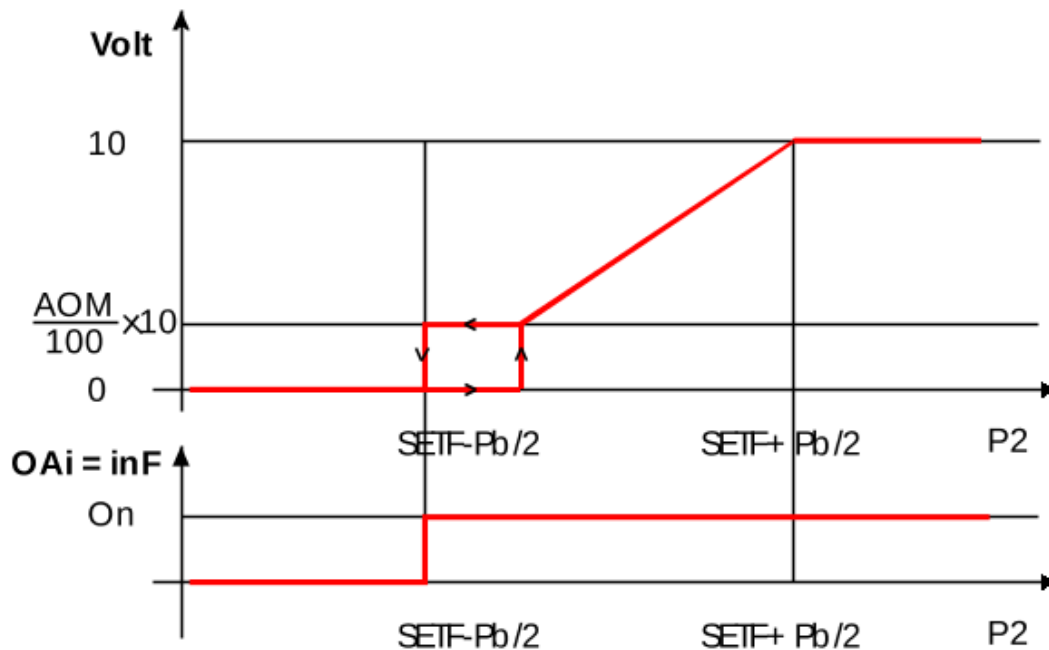 Volt
10
AOM
100
×10
0
SETF-Pb/2 SETF+ Pb/2 P2
OAi = inF
On
SETF-Pb/2 SETF+ Pb/2 P2